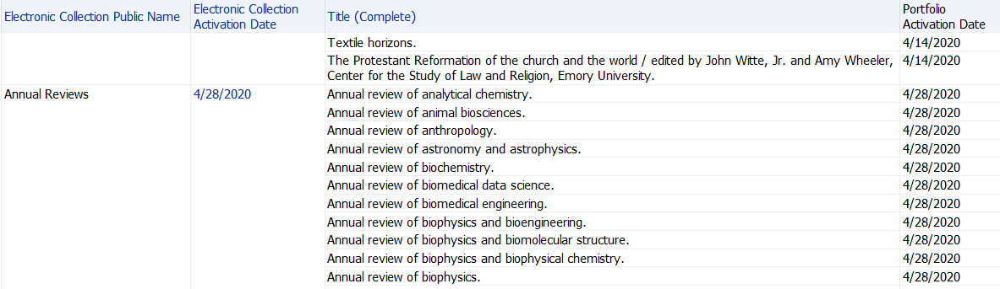 Electronic Collection Public Name
Electronic Collection
Activation Date
Title (Complete)
Portfolio
Activation Date
Textile horizons.
4/14/2020
The Protestant Reformation of the church and the world / edited by John Witte, Jr. and Amy Wheeler,
Center for the Study of Law and Religion, Emory University.
4/14/2020
Annual Reviews
4/28/2020
Annual review of analytical chemistry.
4/28/2020
Annual review of animal biosciences.
4/28/2020
Annual review of anthropology.
4/28/2020
Annual review of astronomy and astrophysics.
4/28/2020
Annual review of biochemistry.
4/28/2020
Annual review of biomedical data science.
4/28/2020
Annual review of biomedical engineering.
4/28/2020
Annual review of biophysics and bioengineering.
4/28/2020
Annual review of biophysics and biomolecular structure.
4/28/2020
Annual review of biophysics and biophysical chemistry.
4/28/2020
Annual review of biophysics.
4/28/2020